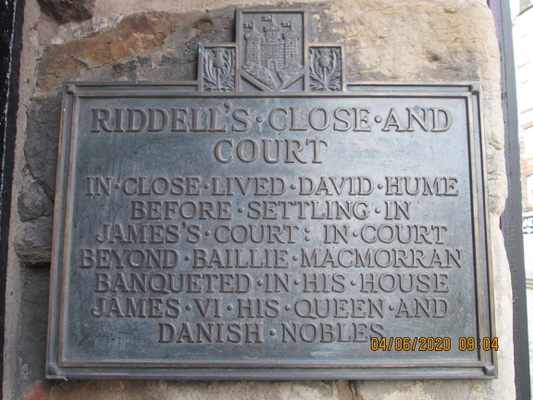 RIDDELL'S·CLOSE·AND
COURT
IN·CLOSE·LIVED·DAVID·HUME
BEFORE·SETTLING·IN
JAMES'S·COURT: IN·COURT
BEYOND·BAILLIE·MACMORRAN
BANQUETED·IN·HIS·HOUSE
JAMES·VI·HIS·QUEEN·AND
DANISH·NOBLES
04/06/2020 09:04